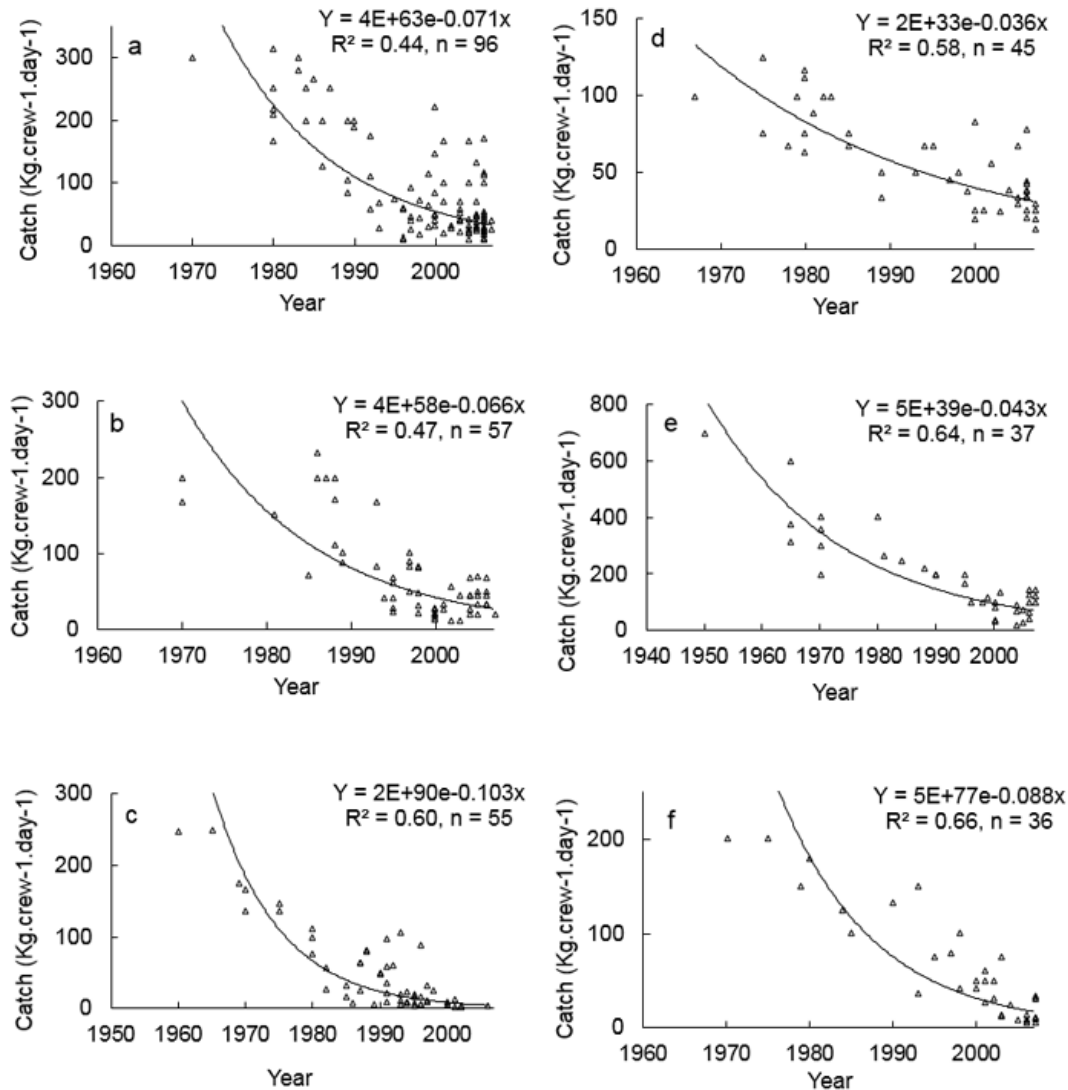 a
Y = 4E+63e-0.071x
R² = 0.44, n = 96
Catch (Kg.crew-1.day-1)
300
200
100
0
1960 1970 1980 1990 2000
Year
d
Y = 2E+33e-0.036x
R² = 0.58, n = 45
Catch (Kg.crew-1.day-1)
150
100
50
0
1960 1970 1980 1990 2000
Year
b
Y = 4E+58e-0.066x
R² = 0.47, n = 57
Catch (Kg.crew-1.day-1)
300
200
100
0
1960 1970 1980 1990 2000
Year
e
Y = 5E+39e-0.043x
R² = 0.64, n = 37
Catch (Kg.crew-1.day-1)
800
600
400
200
0
1940 1950 1960 1970 1980 1990 2000
Year
c
Y = 2E+90e-0.103x
R² = 0.60, n = 55
Catch (Kg.crew-1.day-1)
300
200
100
0
1950 1960 1970 1980 1990 2000
Year
f
Y = 5E+77e-0.088x
R² = 0.66, n = 36
Catch (Kg.crew-1.day-1)
200
100
0
1960 1970 1980 1990 2000
Year